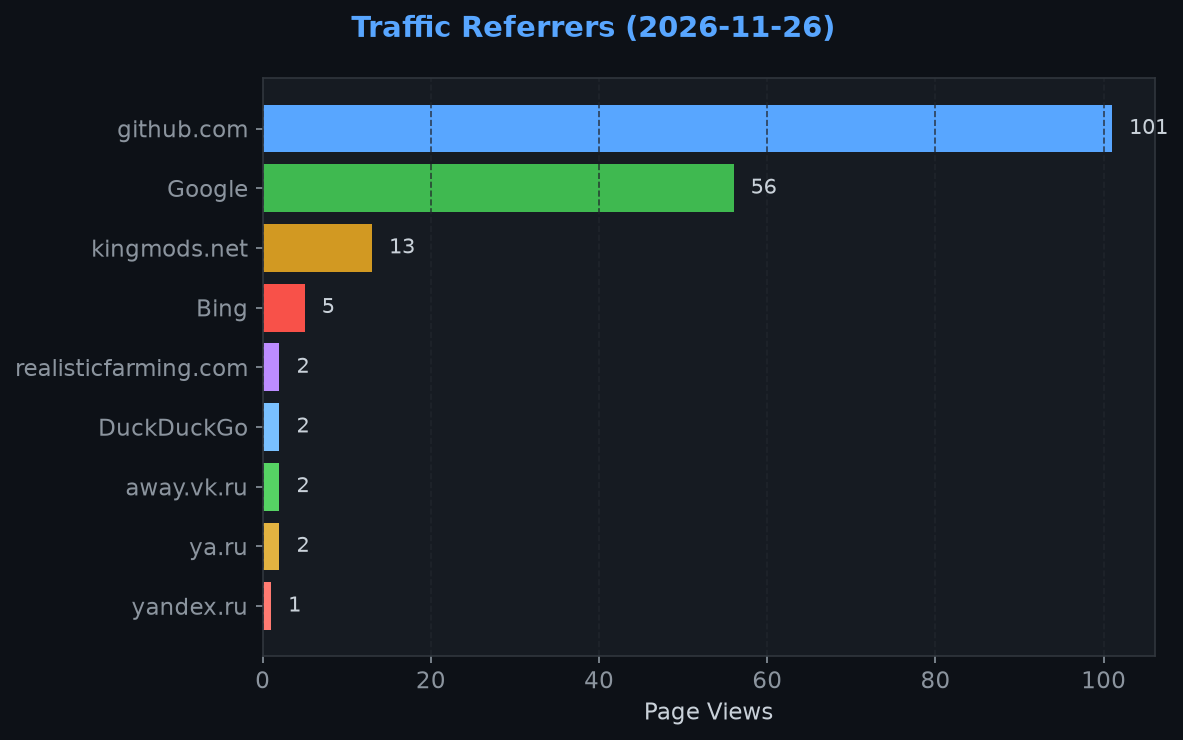 Traffic Referrers (2026-11-26)
github.com 101
Google 56
kingmods.net 13
Bing 5
realisticfarming.com 2
DuckDuckGo 2
away.vk.ru 2
ya.ru 2
yandex.ru 1
0 20 40 60 80 100
Page Views